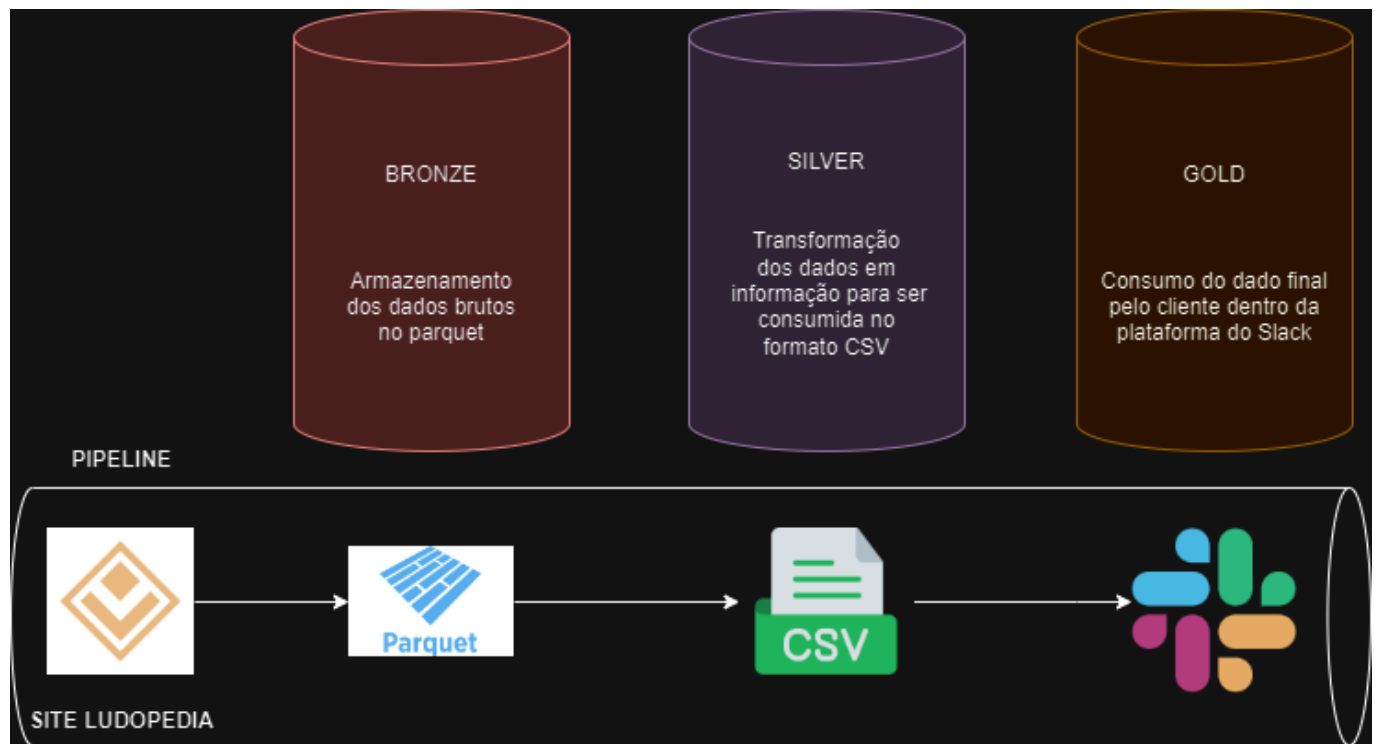 BRONZE
Armazenamento
dos dados brutos
no parquet
SILVER
Transformação
dos dados em
informação para ser
consumida no
formato CSV
GOLD
Consumo do dado final
pelo cliente dentro da
plataforma do Slack
PIPELINE
Parquet
CSV
SITE LUDOPEDIA